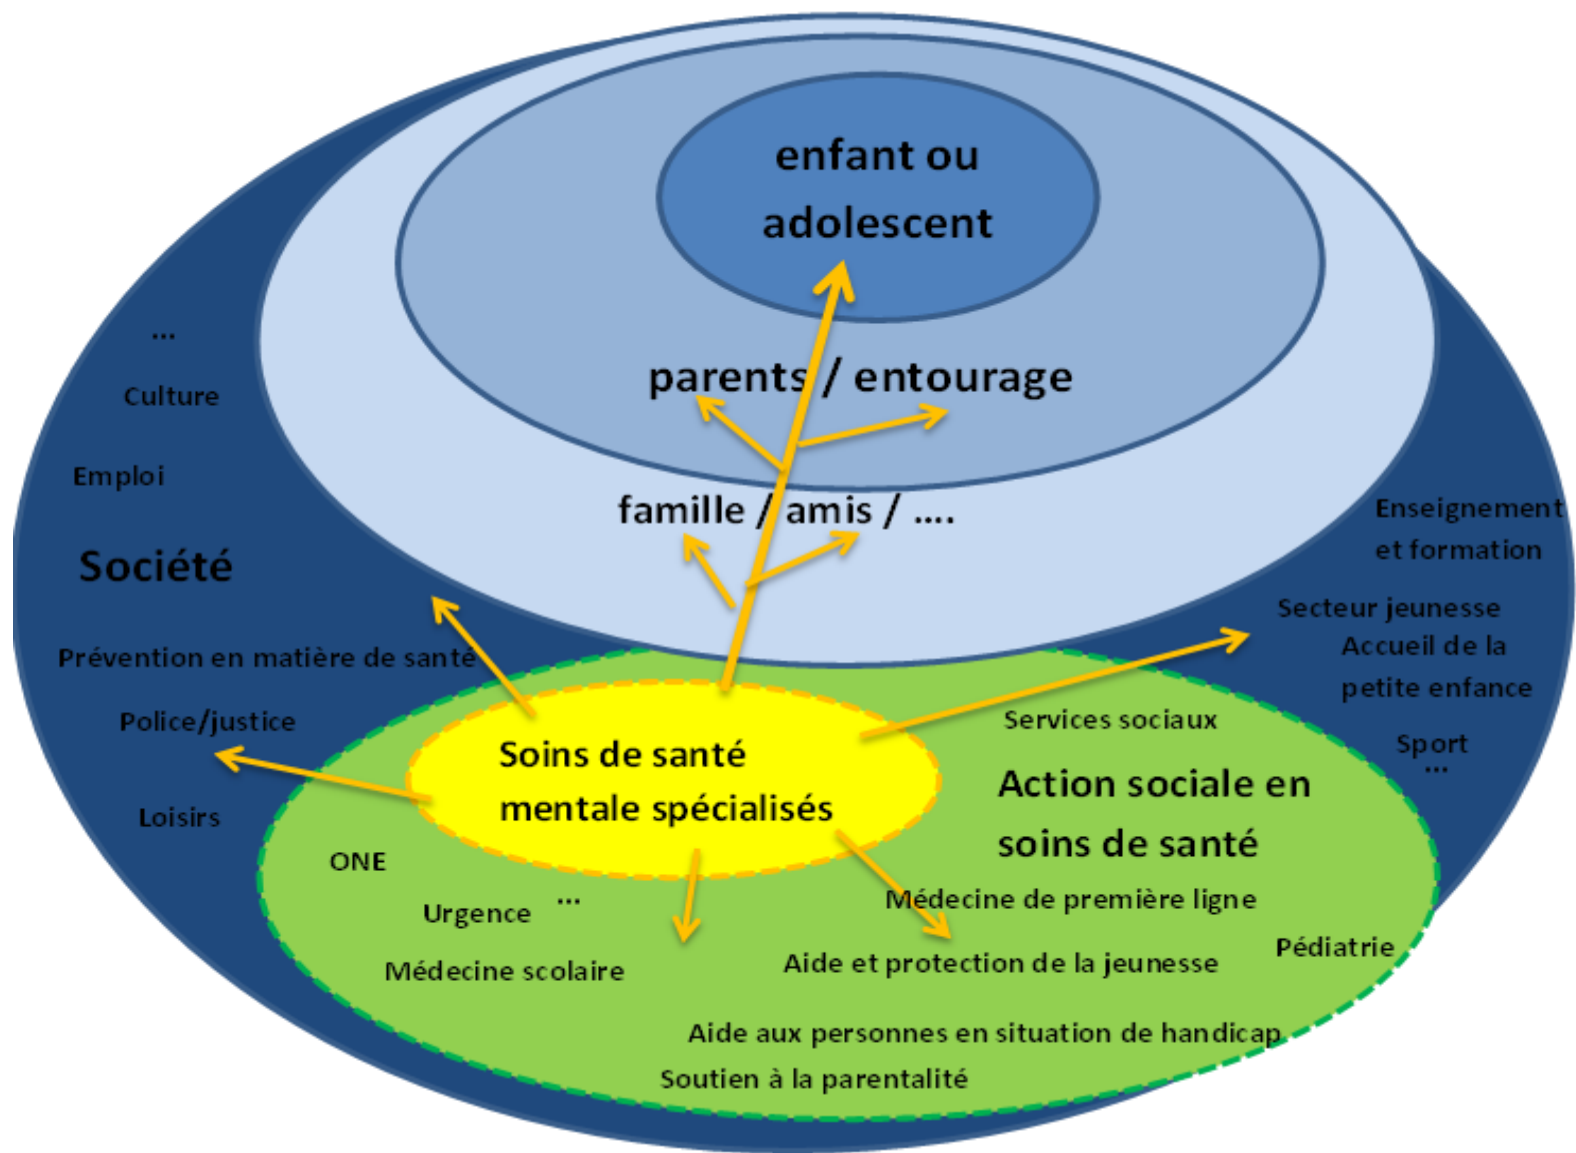 enfant ou
adolescent
parents / entourage
famille / amis / ....
...
Culture
Emploi
Société
Prévention en matière de santé
Police/justice
Loisirs
Enseignement
et formation
Secteur jeunesse
Accueil de la
petite enfance
Sport
...
Soins de santé
mentale spécialisés
Services sociaux
Action sociale en
soins de santé
ONE
Urgence
...
Médecine scolaire
Médecine de première ligne
Pédiatrie
Aide et protection de la jeunesse
Aide aux personnes en situation de handicap
Soutien à la parentalité